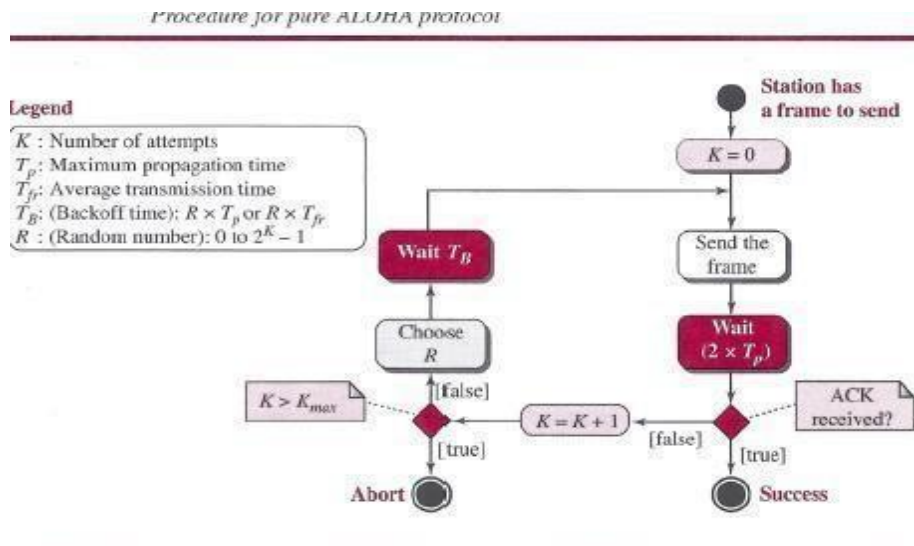 Procedure for pure ALOHA protocol
Legend
K : Number of attempts
Tp: Maximum propagation time
Tfr: Average transmission time
TB: (Backoff time): R × Tp or R × Tfr
R : (Random number): 0 to 2^K – 1
Station has
a frame to send
K = 0
Send the
frame
Wait
(2 × Tp)
ACK
received?
[true]
Success
[false]
K = K + 1
K > Kmax
[true]
Abort
[false]
Choose
R
Wait TB